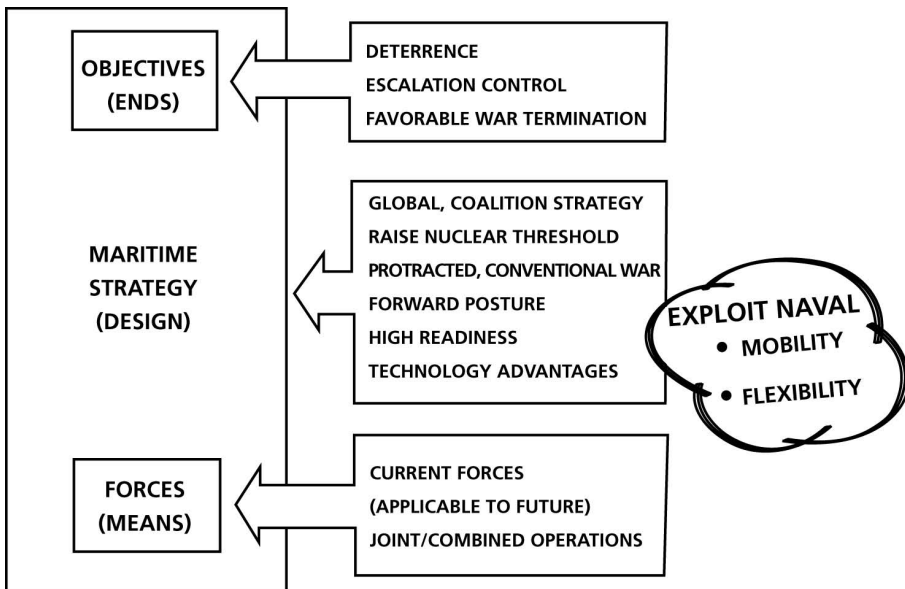 OBJECTIVES
(ENDS)
DETERRENCE
ESCALATION CONTROL
FAVORABLE WAR TERMINATION
MARITIME
STRATEGY
(DESIGN)
GLOBAL, COALITION STRATEGY
RAISE NUCLEAR THRESHOLD
PROTRACTED, CONVENTIONAL WAR
FORWARD POSTURE
HIGH READINESS
TECHNOLOGY ADVANTAGES
EXPLOIT NAVAL
• MOBILITY
• FLEXIBILITY
FORCES
(MEANS)
CURRENT FORCES
(APPLICABLE TO FUTURE)
JOINT/COMBINED OPERATIONS